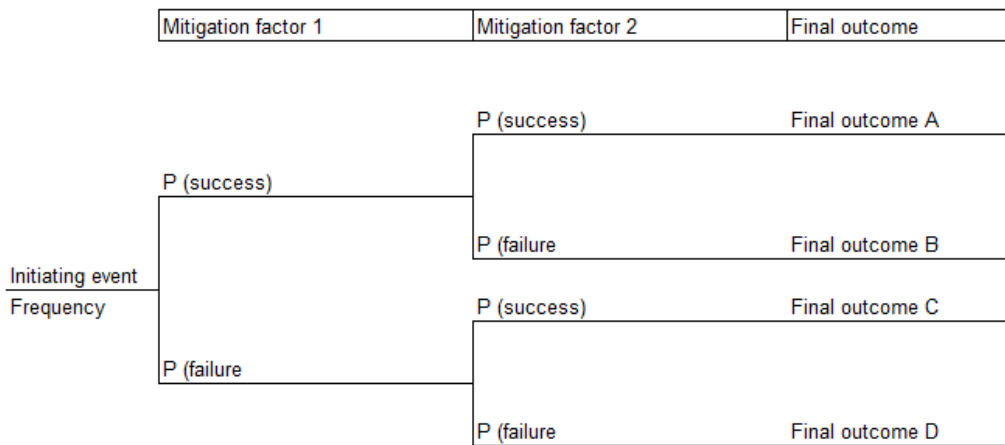 Mitigation factor 1 Mitigation factor 2 Final outcome
P (success) Final outcome A
P (success)
P (failure Final outcome B
Initiating event
Frequency
P (success) Final outcome C
P (failure
P (failure Final outcome D